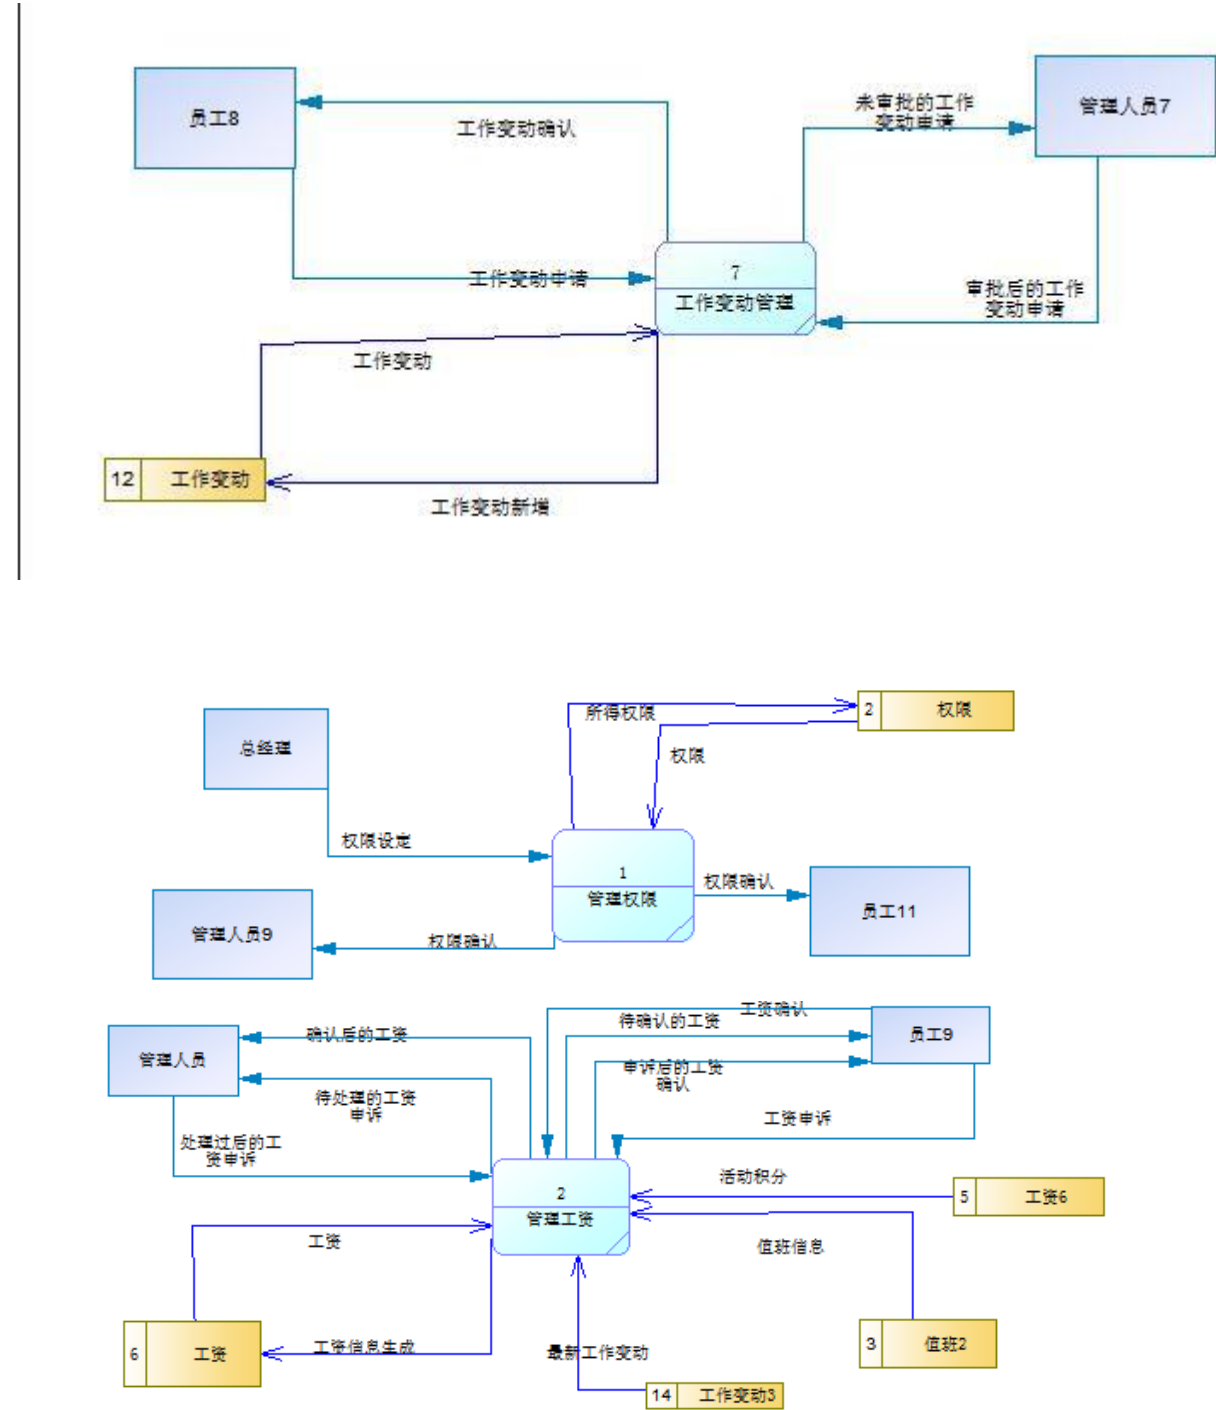 员工8
工作变动确认
未审批的工作
变动申请
管理人员7
工作变动申请
7
工作变动管理
审批后的工作
变动申请
工作变动
12 工作变动
工作变动新增
所得权限
2 权限
总经理
权限
权限设定
1
管理权限
权限确认
员工11
管理人员9
权限确认
工资确认
待确认的工资
员工9
管理人员
确认后的工资
申诉后的工资
确认
待处理的工资
申诉
工资申诉
处理过后的工
资申诉
2
管理工资
活动积分
5 工资6
工资
值班信息
6 工资
工资信息生成
最新工作变动
3 值班2
14 工作变动3